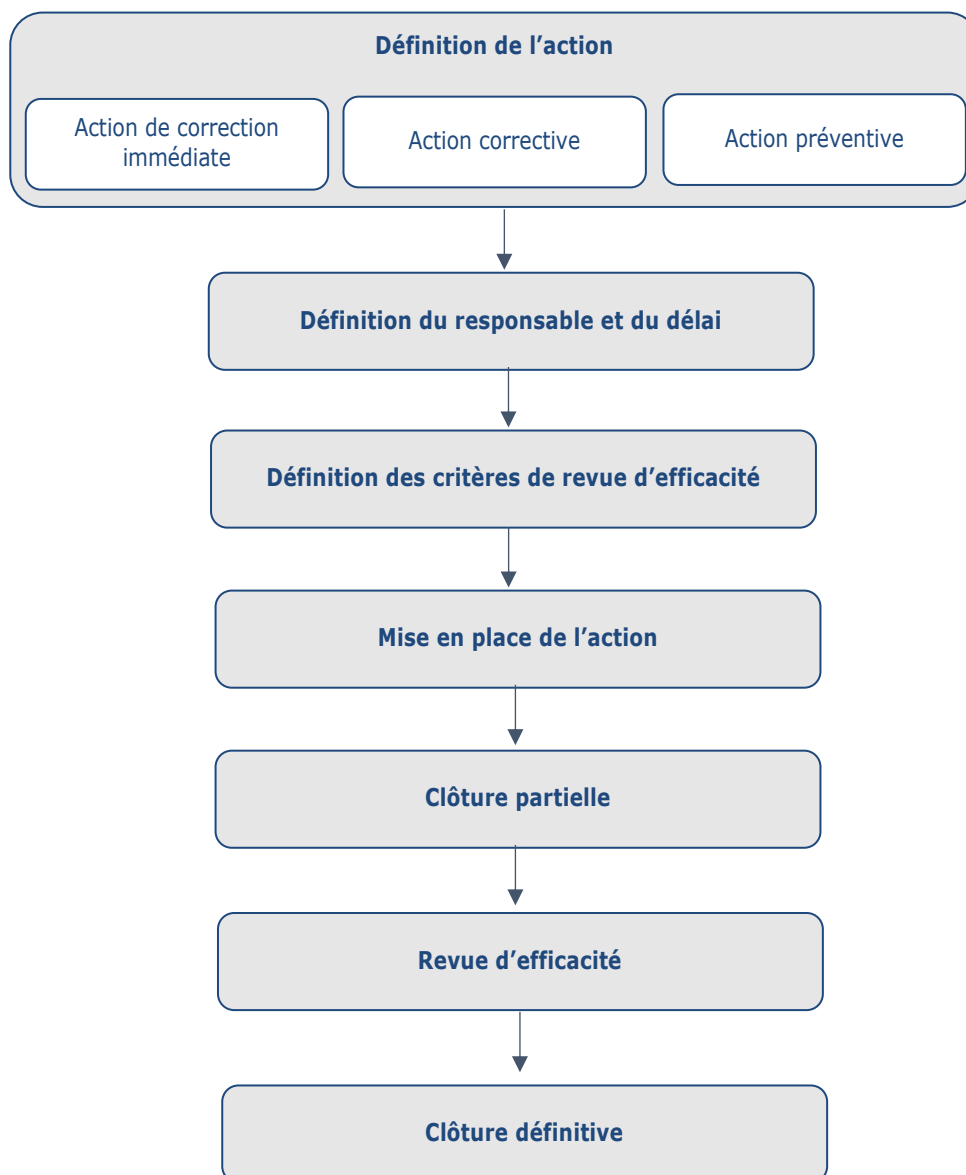 Définition de l’action
Action de correction
immédiate
Action corrective
Action préventive
Définition du responsable et du délai
Définition des critères de revue d’efficacité
Mise en place de l’action
Clôture partielle
Revue d’efficacité
Clôture définitive